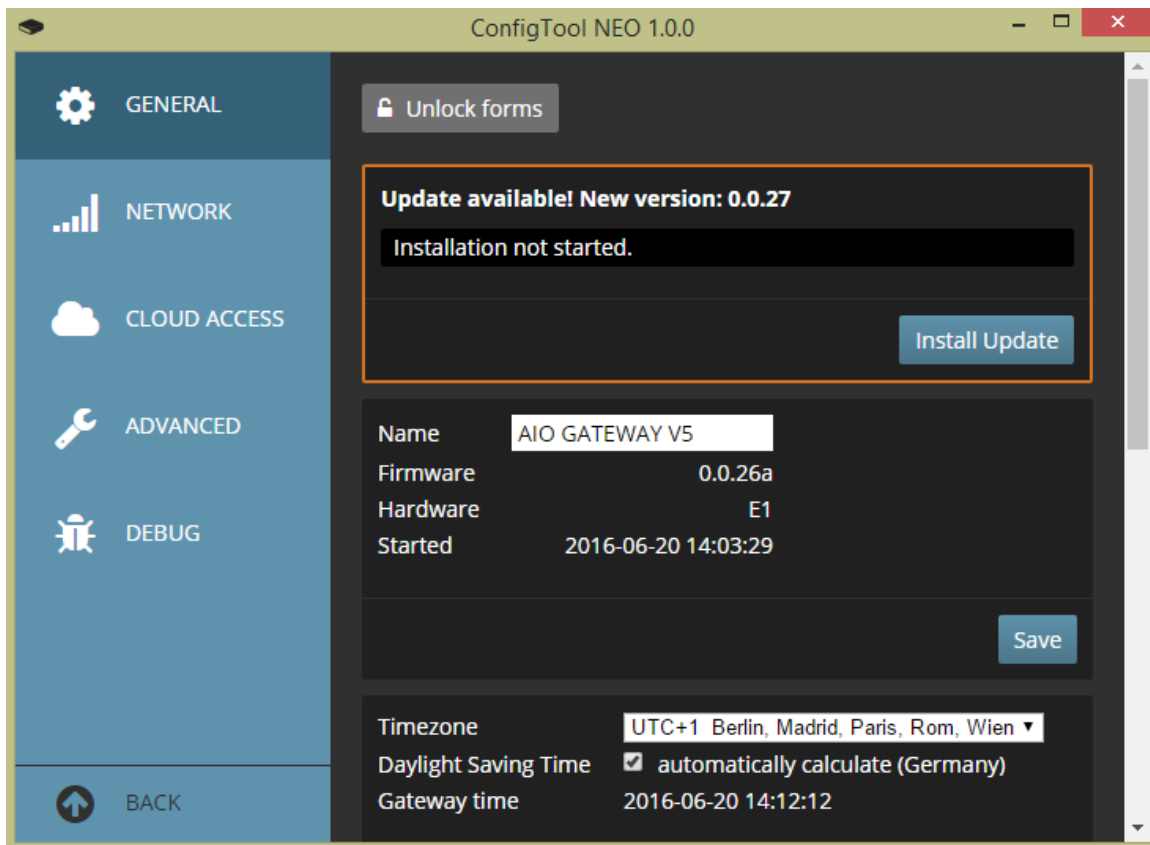 ConfigTool NEO 1.0.0
GENERAL
NETWORK
CLOUD ACCESS
ADVANCED
DEBUG
BACK
Unlock forms
Update available! New version: 0.0.27
Installation not started.
Install Update
Name AIO GATEWAY V5
Firmware 0.0.26a
Hardware E1
Started 2016-06-20 14:03:29
Save
Timezone UTC+1 Berlin, Madrid, Paris, Rom, Wien
Daylight Saving Time automatically calculate (Germany)
Gateway time 2016-06-20 14:12:12